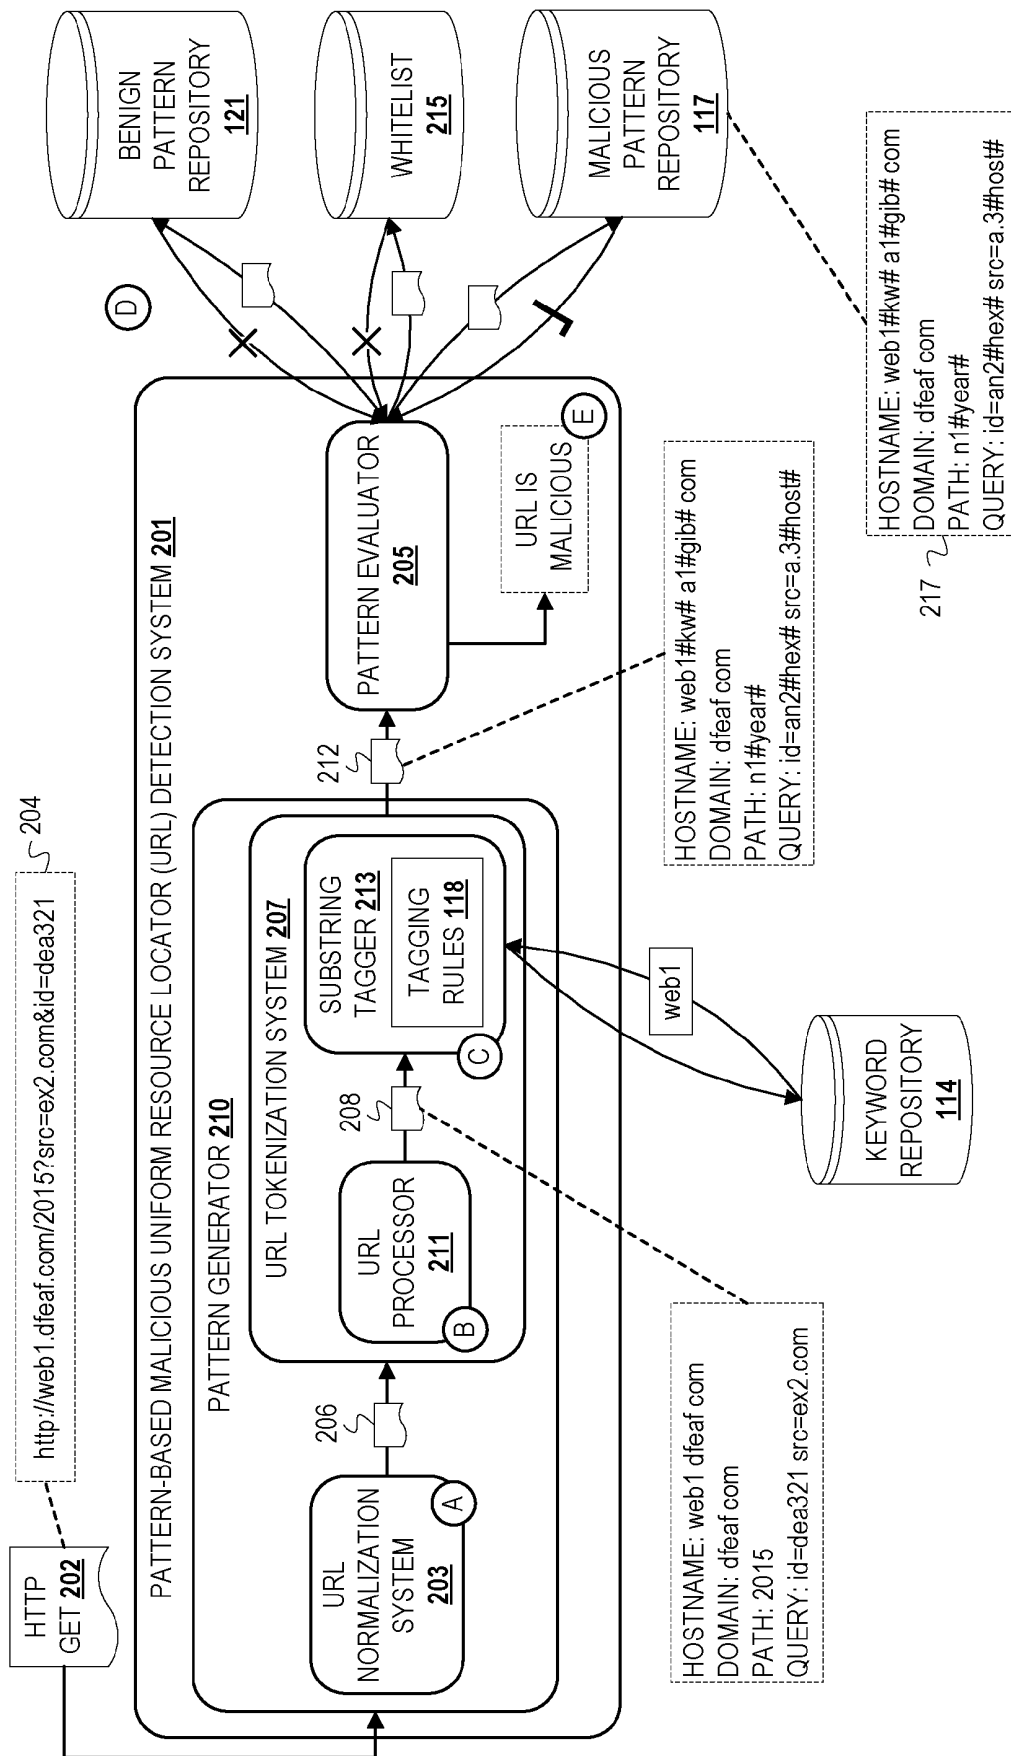 HTTP
GET 202
http://web1.dfeaf.com/2015?src=ex2.com&id=dea321
204
PATTERN-BASED MALICIOUS UNIFORM RESOURCE LOCATOR (URL) DETECTION SYSTEM 201
PATTERN GENERATOR 210
URL
NORMALIZATION
SYSTEM
203
A
206
URL TOKENIZATION SYSTEM 207
URL
PROCESSOR
211
B
208
SUBSTRING
TAGGER 213
TAGGING
RULES 118
C
212
PATTERN EVALUATOR
205
URL IS
MALICIOUS
E
D
BENIGN
PATTERN
REPOSITORY
121
WHITELIST
215
MALICIOUS
PATTERN
REPOSITORY
117
web1
KEYWORD
REPOSITORY
114
HOSTNAME: web1 dfeaf com
DOMAIN: dfeaf com
PATH: 2015
QUERY: id=dea321 src=ex2.com
HOSTNAME: web1#kw# a1#gib# com
DOMAIN: dfeaf com
PATH: n1#year#
QUERY: id=an2#hex# src=a.3#host#
217
HOSTNAME: web1#kw# a1#gib# com
DOMAIN: dfeaf com
PATH: n1#year#
QUERY: id=an2#hex# src=a.3#host#